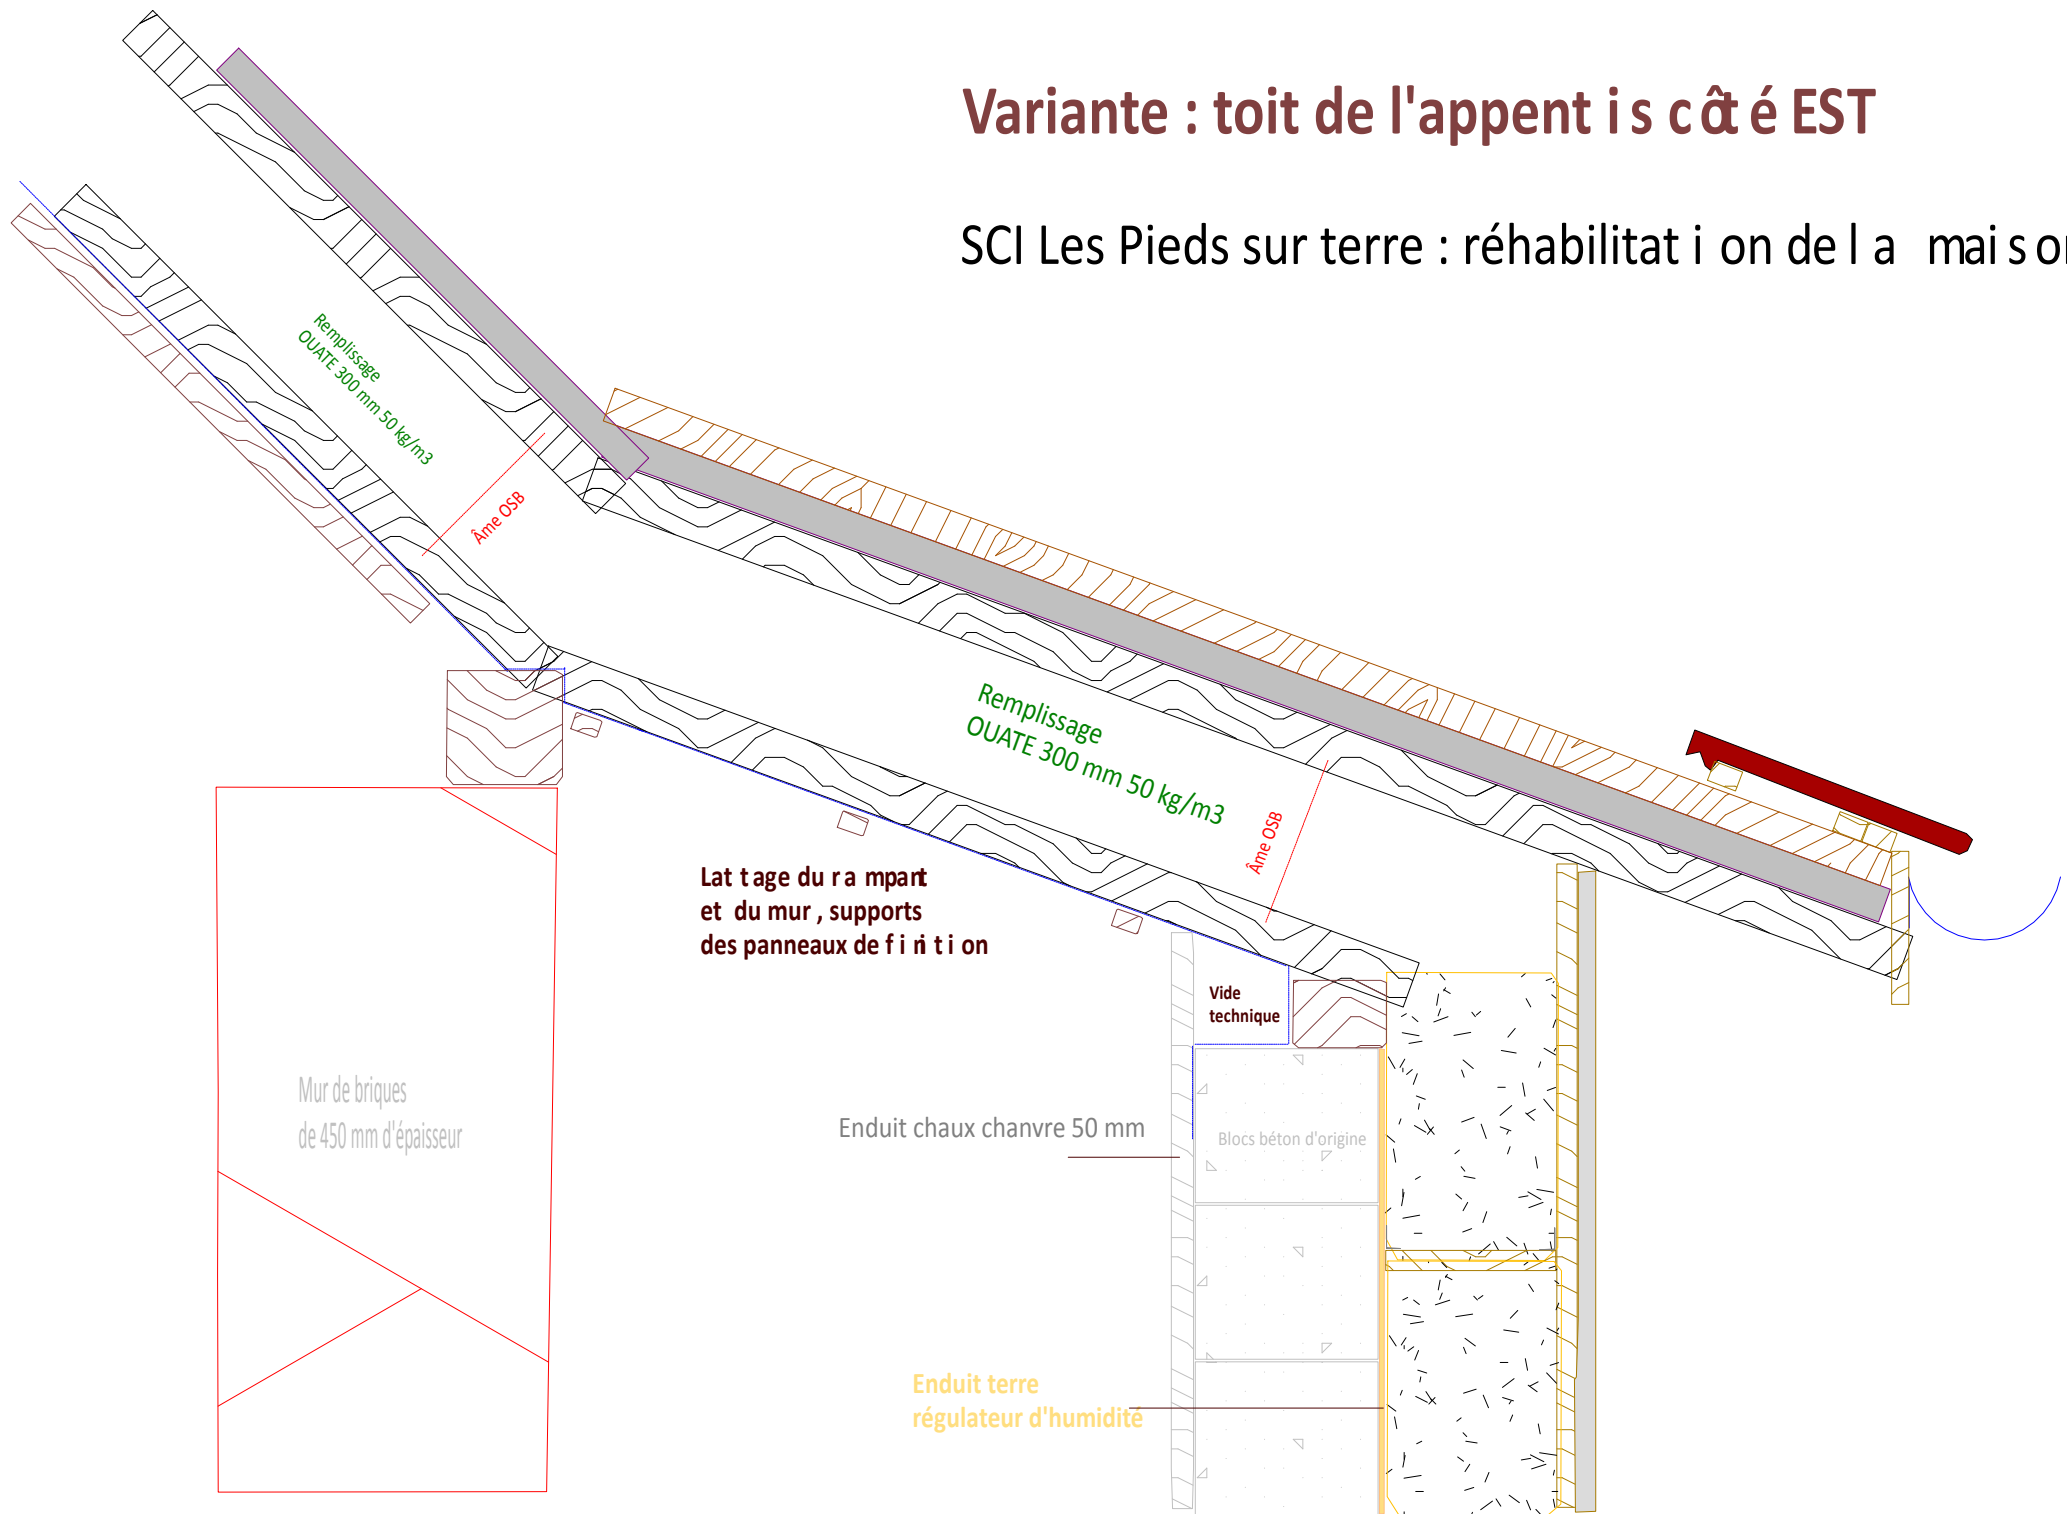 Variante : toit de l'appentis côté EST
SCI Les Pieds sur terre : réhabilitation de la maison
Remplissage
OUATE 300 mm 50 kg/m3
Âme OSB
Remplissage
OUATE 300 mm 50 kg/m3
Âme OSB
Lattage du rampant
et du mur, supports
des panneaux de finition
Vide
technique
Mur de briques
de 450 mm d'épaisseur
Enduit chaux chanvre 50 mm
Blocs béton d'origine
Enduit terre
régulateur d'humidité